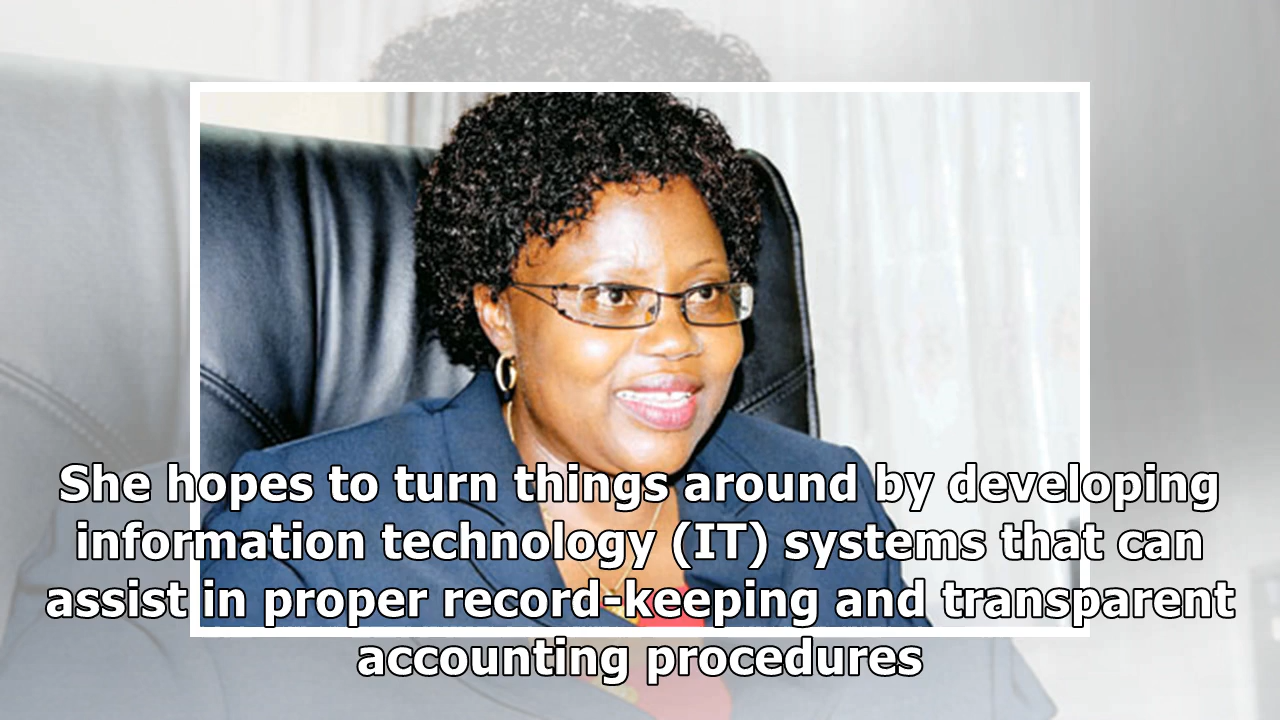 She hopes to turn things around by developing
information technology (IT) systems that can
assist in proper record-keeping and transparent
accounting procedures